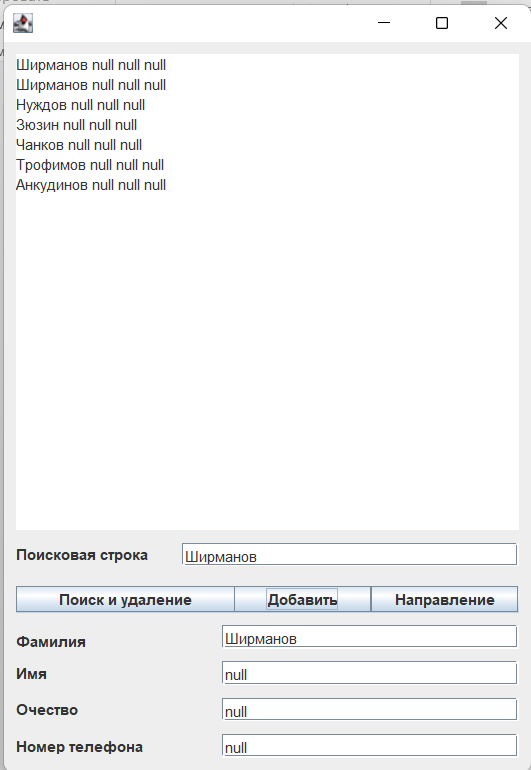 Ширманов null null null
Ширманов null null null
Нуждов null null null
Зюзин null null null
Чанков null null null
Трофимов null null null
Анкудинов null null null
Поисковая строка Ширманов
Поиск и удаление Добавить Направление
Фамилия Ширманов
Имя null
Очество null
Номер телефона null